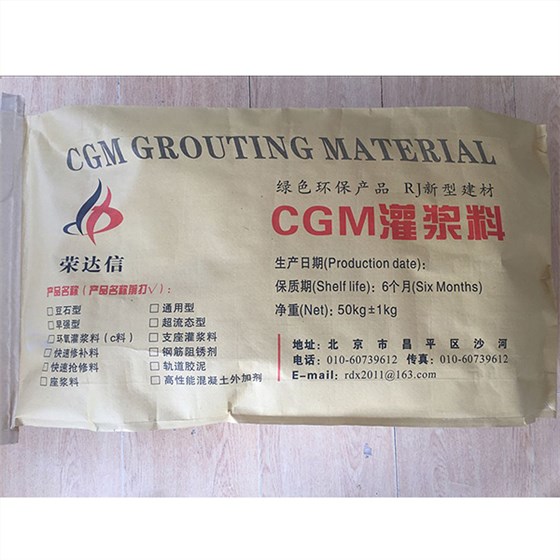 CGM GROUTING MATERIAL
绿色环保产品 RJ新型建材
CGM灌浆料
荣达信
生产日期(Production date):
保质期(Shelf life): 6个月(Six Months)
净重(Net): 50kg±1kg
产品名称(产品名称前打√):
□豆石型 □通用型
□早强型 □超流态型
□环氧灌浆料(c料) □支座灌浆料
□快速修补料 □钢筋阻锈剂
□快速抢修料 □轨道胶泥
□座浆料 □高性能混凝土外加剂
地址: 北京市昌平区沙河
电话: 010-60739612 传真: 010-60739612
E-mail: rdx2011@163.com